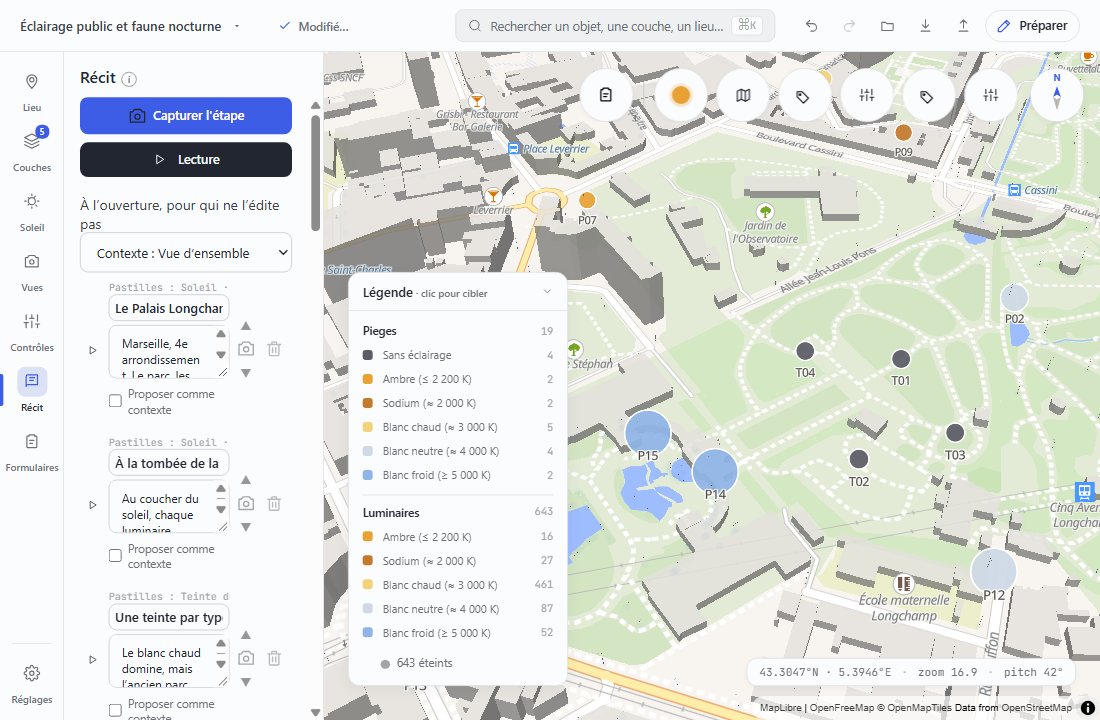 Éclairage public et faune nocturne
Modifié...
Rechercher un objet, une couche, un lieu...
⌘K
Préparer
Lieu
5
Couches
Soleil
Vues
Contrôles
Récit
Formulaires
Réglages
Récit
Capturer l'étape
Lecture
À l'ouverture, pour qui ne l'édite
pas
Contexte : Vue d'ensemble
Pastilles : Soleil ·
Le Palais Longchar
Marseille, 4e
arrondissemen
t. Le parc, les
Proposer comme
contexte
Pastilles : Soleil ·
À la tombée de la
Au coucher du
soleil, chaque
luminaire
Proposer comme
contexte
Pastilles : Teinte d
Une teinte par typ
Le blanc chaud
domine, mais
l'ancien parc
Proposer comme
contexte
Légende · clic pour cibler
Pieges 19
Sans éclairage 4
Ambre (≤ 2 200 K) 2
Sodium (≈ 2 000 K) 2
Blanc chaud (≈ 3 000 K) 5
Blanc neutre (≈ 4 000 K) 4
Blanc froid (≥ 5 000 K) 2
Luminaires 643
Ambre (≤ 2 200 K) 16
Sodium (≈ 2 000 K) 27
Blanc chaud (≈ 3 000 K) 461
Blanc neutre (≈ 4 000 K) 87
Blanc froid (≥ 5 000 K) 52
643 éteints
SNCF
Restaurant
Bar Galerie
Place Leverrier
Leverrier
Saint-Charles
P07
Boulevard Cassini
P09
N
Cassini
Jardin de
l'Observatoire
Allée Jean-Louis Pons
P02
Stéphan
T04
T01
T03
T02
P15
P14
P12
P13
École maternelle
Longchamp
Cinq Aven
Longchar
43.3047°N · 5.3946°E · zoom 16.9 · pitch 42°
MapLibre | OpenFreeMap © OpenMapTiles Data from OpenStreetMap